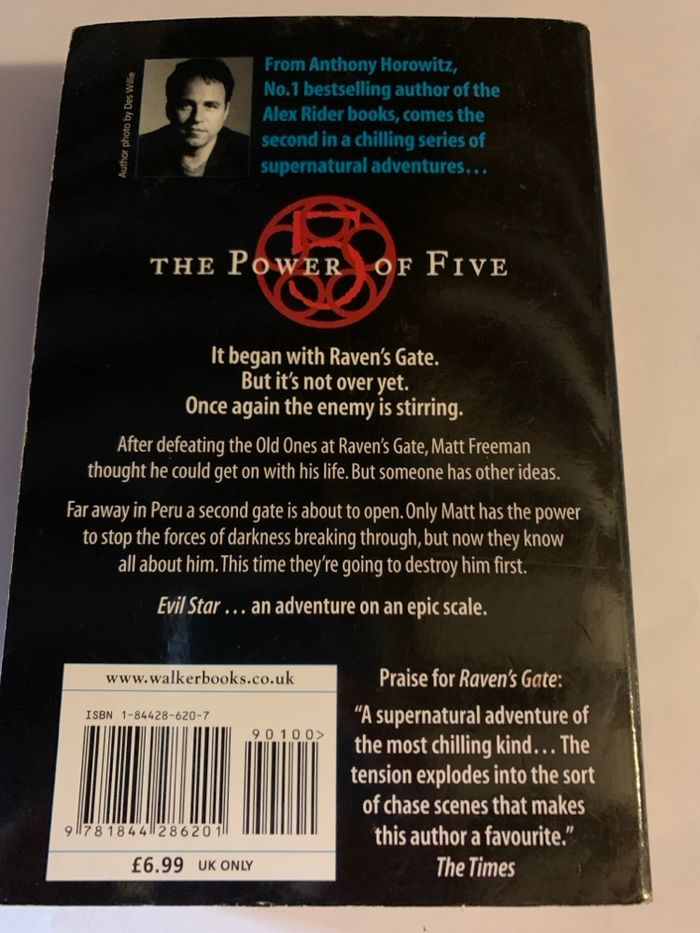 Author photo by Des Willie
From Anthony Horowitz,
No.1 bestselling author of the
Alex Rider books, comes the
second in a chilling series of
supernatural adventures...
5
THE POWER OF FIVE
It began with Raven's Gate.
But it's not over yet.
Once again the enemy is stirring.
After defeating the Old Ones at Raven's Gate, Matt Freeman
thought he could get on with his life. But someone has other ideas.
Far away in Peru a second gate is about to open. Only Matt has the power
to stop the forces of darkness breaking through, but now they know
all about him. This time they're going to destroy him first.
Evil Star ... an adventure on an epic scale.
www.walkerbooks.co.uk
ISBN 1-84428-620-7
90100>
9 781844 286201
£6.99 UK ONLY
Praise for Raven's Gate:
"A supernatural adventure of
the most chilling kind... The
tension explodes into the sort
of chase scenes that makes
this author a favourite."
The Times